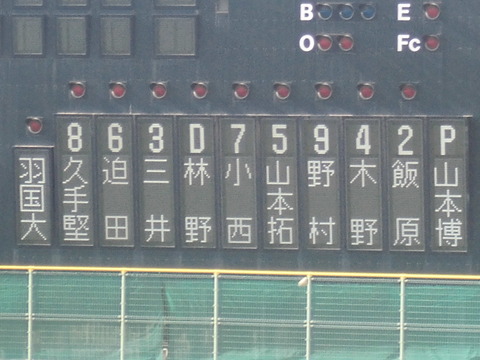 B E
O Fc
羽国大
8 久手堅
6 迫田
3 三井
D 林野
7 小西
5 山本拓
9 野村
4 木野
2 飯原
P 山本博